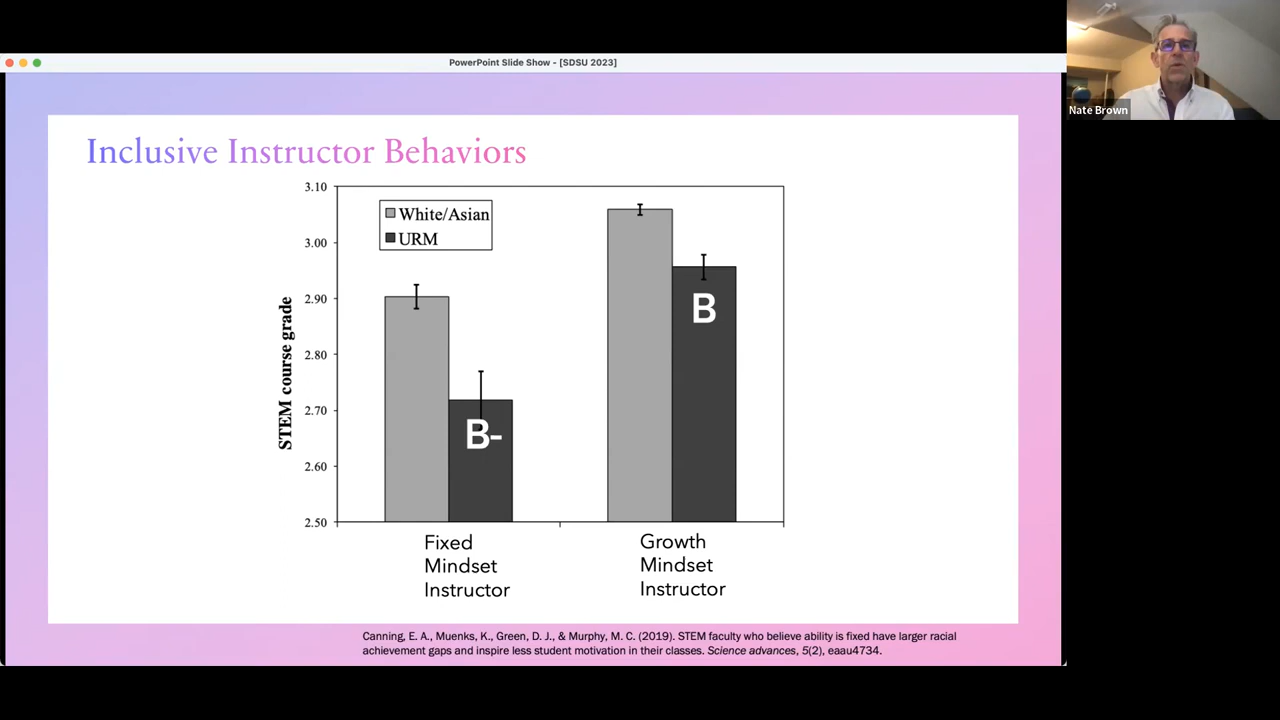 PowerPoint Slide Show - [SDSU 2023]
Nate Brown
Inclusive Instructor Behaviors
3.10
3.00
2.90
2.80
2.70
2.60
2.50
STEM course grade
White/Asian
URM
B-
B
Fixed
Mindset
Instructor
Growth
Mindset
Instructor
Canning, E. A., Muenks, K., Green, D. J., & Murphy, M. C. (2019). STEM faculty who believe ability is fixed have larger racial
achievement gaps and inspire less student motivation in their classes. Science advances, 5(2), eaau4734.